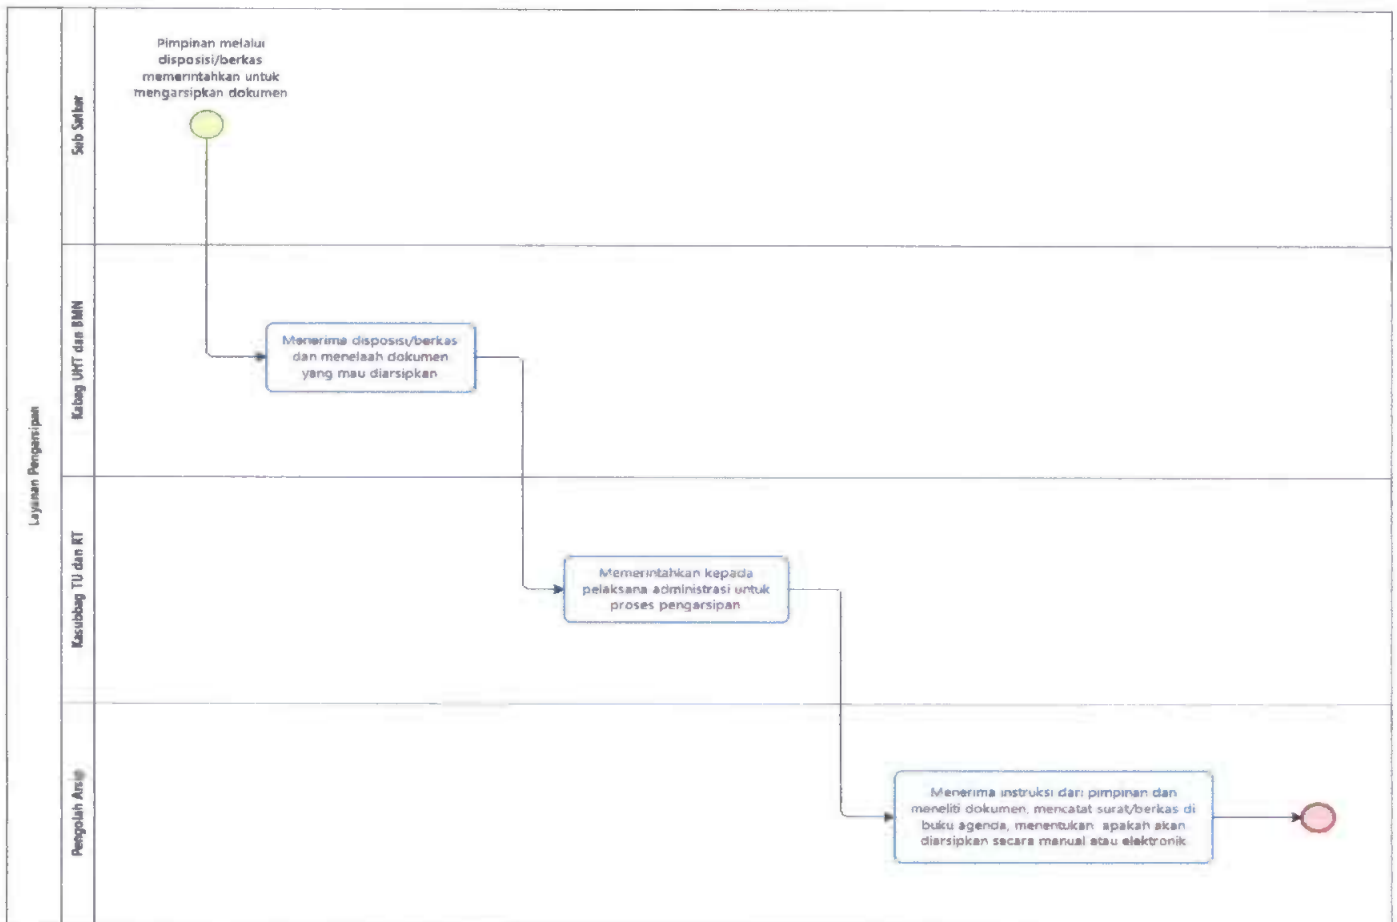 Layanan Pengarsipan
Sub Satker
Pimpinan melalui
disposisi/berkas
memerintahkan untuk
mengarsipkan dokumen
Kabag UHT dan BMN
Menerima disposisi/berkas
dan menelaah dokumen
yang mau diarsipkan
Kasubbag TU dan RT
Memerintahkan kepada
pelaksana administrasi untuk
proses pengarsipan
Pengolah Arsip
Menerima instruksi dari pimpinan dan
meneliti dokumen, mencatat surat/berkas di
buku agenda, menentukan apakah akan
diarsipkan secara manual atau elektronik